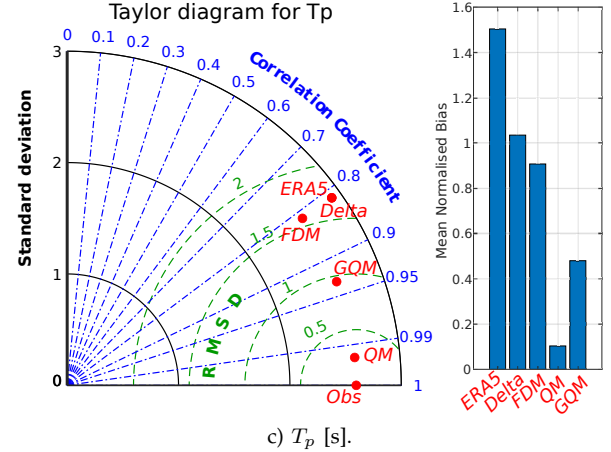 Taylor diagram for Tp
0
0.1
0.2
0.3
0.4
0.5
0.6
0.7
0.8
0.9
0.95
0.99
1
Correlation Coefficient
3
2
1
0
Standard deviation
2
1.5
1
0.5
RMSD
ERA5
Delta
FDM
GQM
QM
Obs
1.6
1.4
1.2
1
0.8
0.6
0.4
0.2
0
Mean Normalised Bias
ERA5
Delta
FDM
QM
GQM
c) Tp [s].